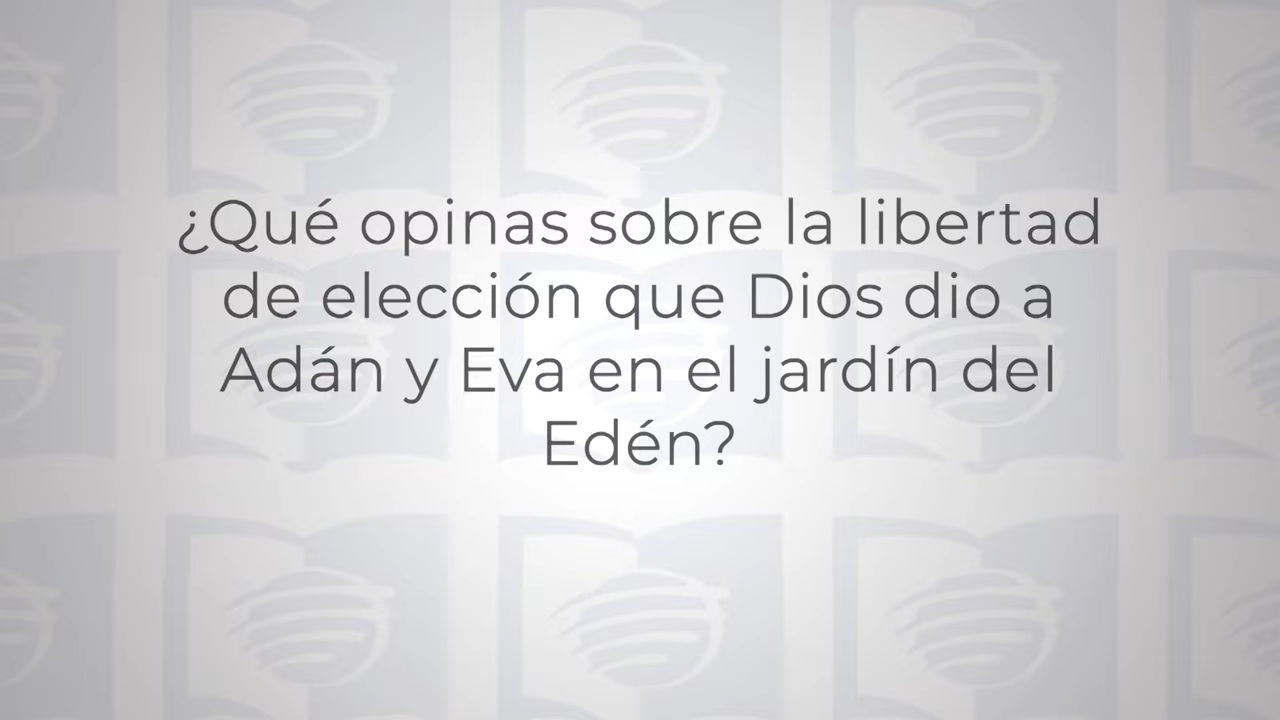 ¿Qué opinas sobre la libertad
de elección que Dios dio a
Adán y Eva en el jardín del
Edén?